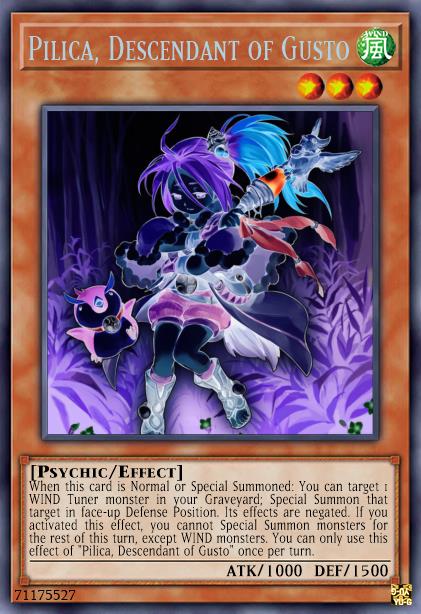 PILICA, DESCENDANT OF GUSTO
WIND
風
[PSYCHIC/EFFECT]
When this card is Normal or Special Summoned: You can target 1
WIND Tuner monster in your Graveyard; Special Summon that
target in face-up Defense Position. Its effects are negated. If you
activated this effect, you cannot Special Summon monsters for
the rest of this turn, except WIND monsters. You can only use this
effect of "Pilica, Descendant of Gusto" once per turn.
ATK/1000 DEF/1500
71175527